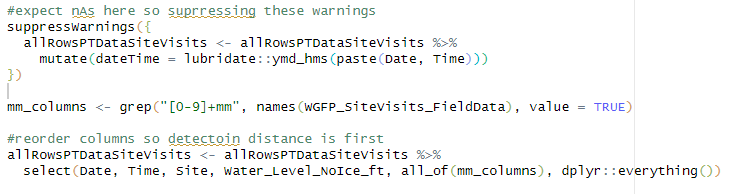 #expect nAs here so suprressing these warnings
suppressWarnings({
  allRowsPTDataSiteVisits <- allRowsPTDataSiteVisits %>%
    mutate(dateTime = lubridate::ymd_hms(paste(Date, Time)))
})
mm_columns <- grep("[0-9]+mm", names(WGFP_SiteVisits_FieldData), value = TRUE)
#reorder columns so detectoin distance is first
allRowsPTDataSiteVisits <- allRowsPTDataSiteVisits %>%
  select(Date, Time, Site, Water_Level_NoIce_ft, all_of(mm_columns), dplyr::everything())